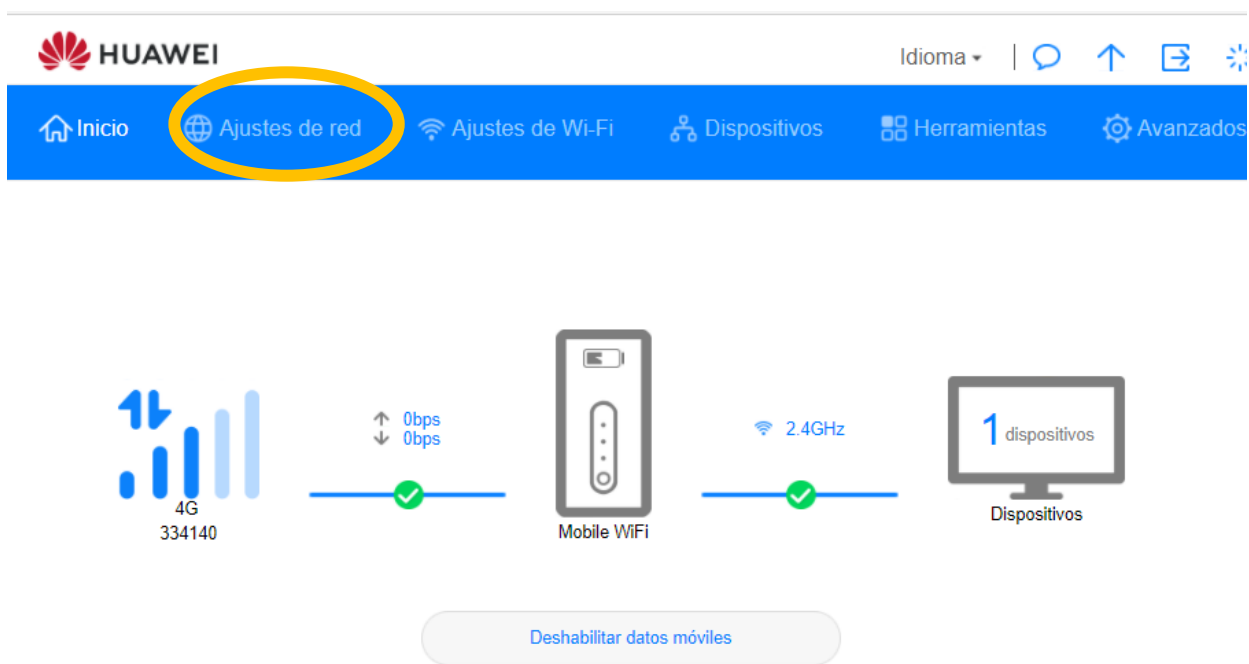 HUAWEI
Idioma
Inicio
Ajustes de red
Ajustes de Wi-Fi
Dispositivos
Herramientas
Avanzados
0bps
0bps
2.4GHz
1 dispositivos
4G
334140
Mobile WiFi
Dispositivos
Deshabilitar datos móviles